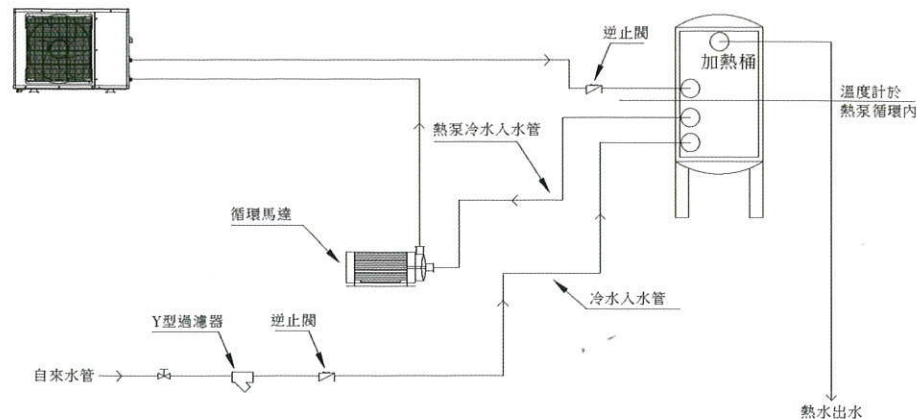 逆止閥
加熱桶
溫度計於
熱泵循環內
熱泵冷水入水管
循環馬達
冷水入水管
Y型過濾器
逆止閥
自來水管
熱水出水